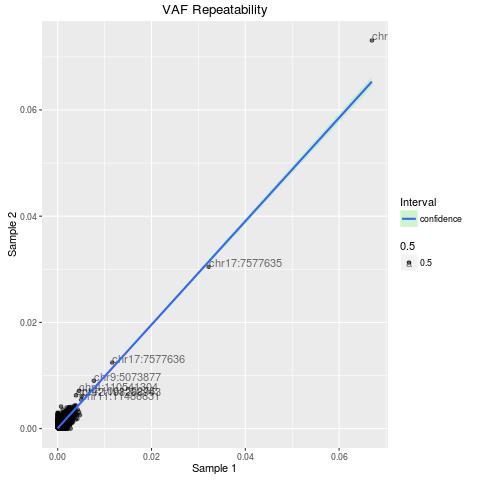 VAF Repeatability
chr
0.06
0.04
chr17:7577635
0.02
chr17:7577636
chr9:5073877
0.00
Sample 2
0.00
0.02
0.04
0.06
Sample 1
Interval
confidence
0.5
0.5